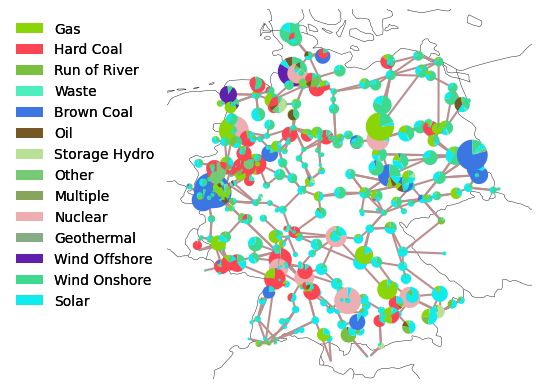 Gas
Hard Coal
Run of River
Waste
Brown Coal
Oil
Storage Hydro
Other
Multiple
Nuclear
Geothermal
Wind Offshore
Wind Onshore
Solar